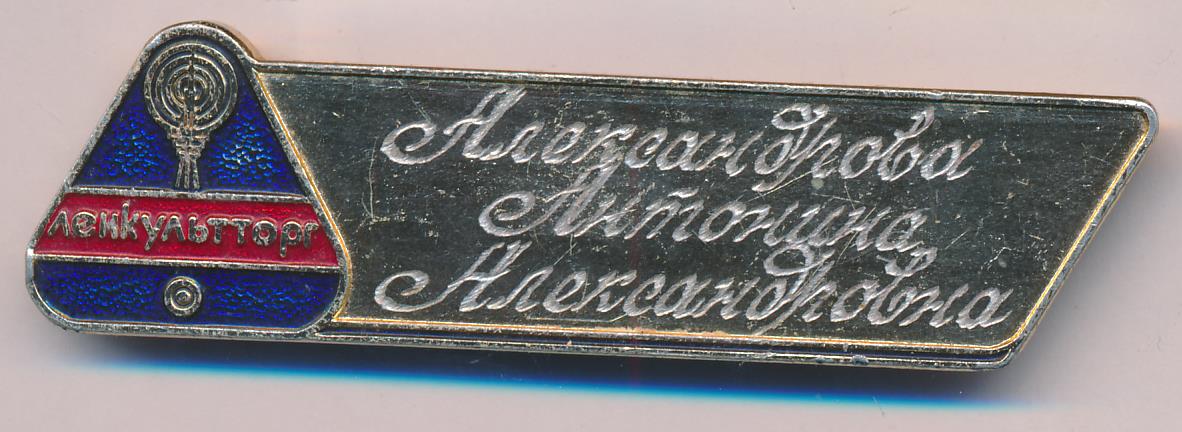 ленкультторг
Александрова
Антонина
Александровна